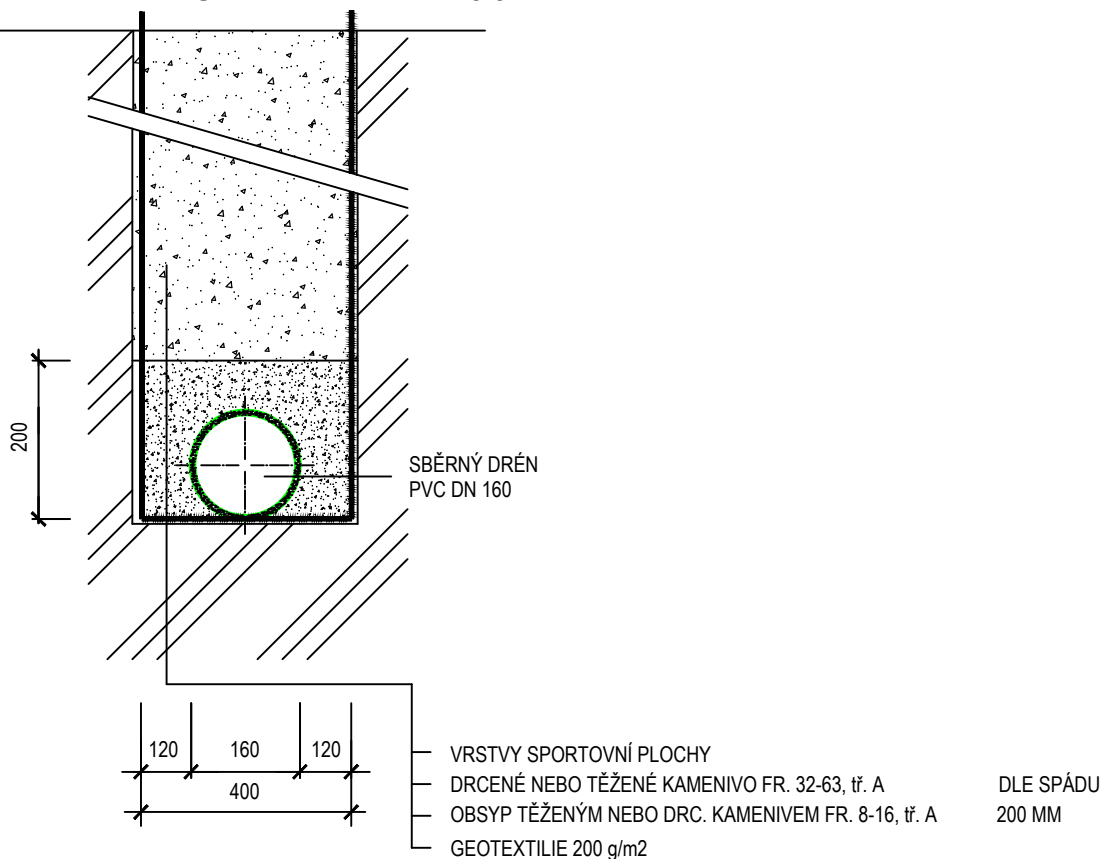 200
SBĚRNÝ DRÉN
PVC DN 160
120 160 120
400
VRSTVY SPORTOVNÍ PLOCHY
DRCENÉ NEBO TĚŽENÉ KAMENIVO FR. 32-63, tř. A DLE SPÁDU
OBSYP TĚŽENÝM NEBO DRC. KAMENIVEM FR. 8-16, tř. A 200 MM
GEOTEXTILIE 200 g/m2